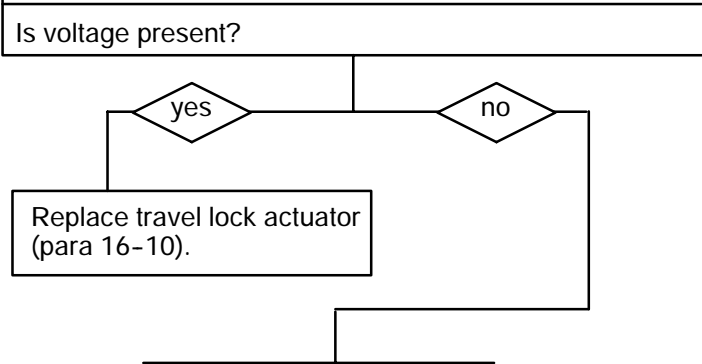 Is voltage present?
yes
no
Replace travel lock actuator
(para 16-10).